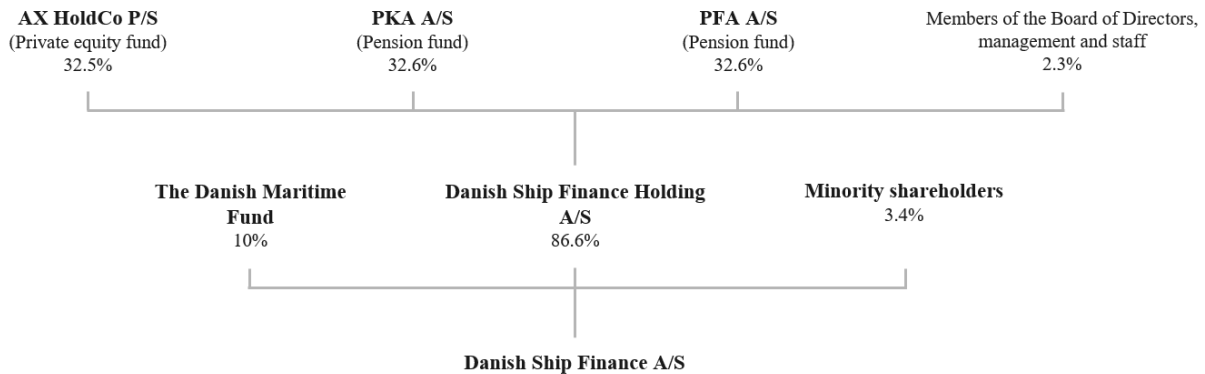 AX HoldCo P/S
(Private equity fund)
32.5%
PKA A/S
(Pension fund)
32.6%
PFA A/S
(Pension fund)
32.6%
Members of the Board of Directors,
management and staff
2.3%
The Danish Maritime
Fund
10%
Danish Ship Finance Holding
A/S
86.6%
Minority shareholders
3.4%
Danish Ship Finance A/S